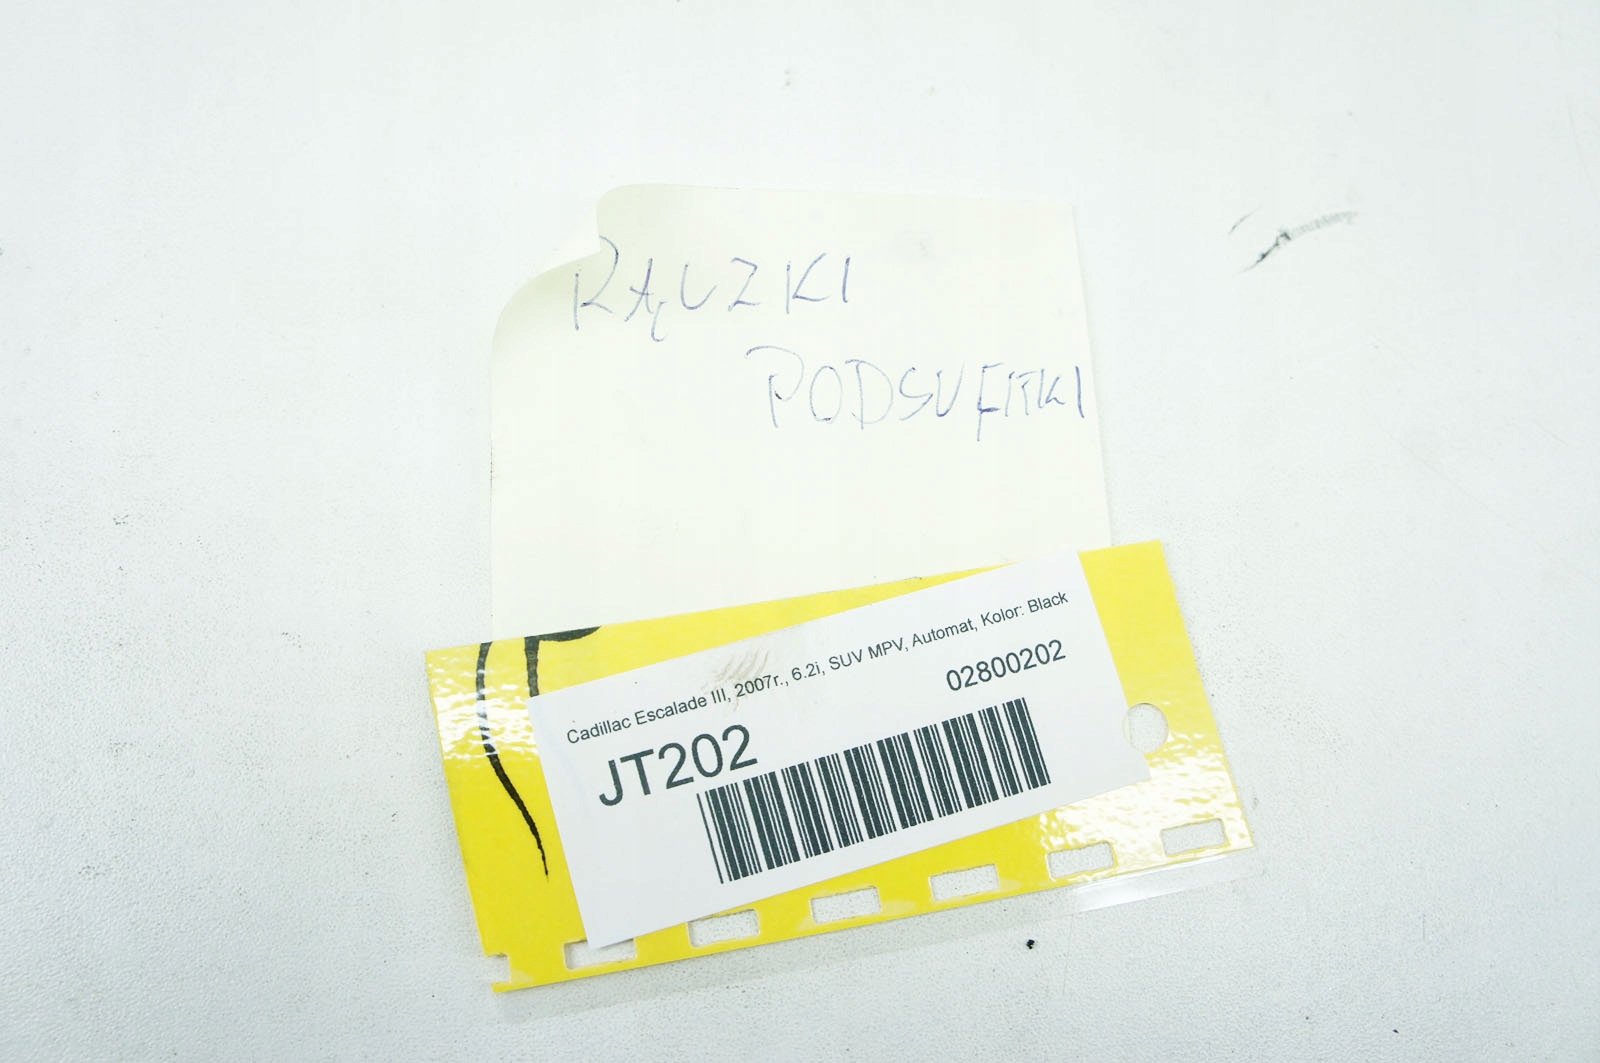 RĄCZKI
PODSUFITKI
Cadillac Escalade III, 2007r., 6.2i, SUV MPV, Automat, Kolor: Black
02800202
JT202